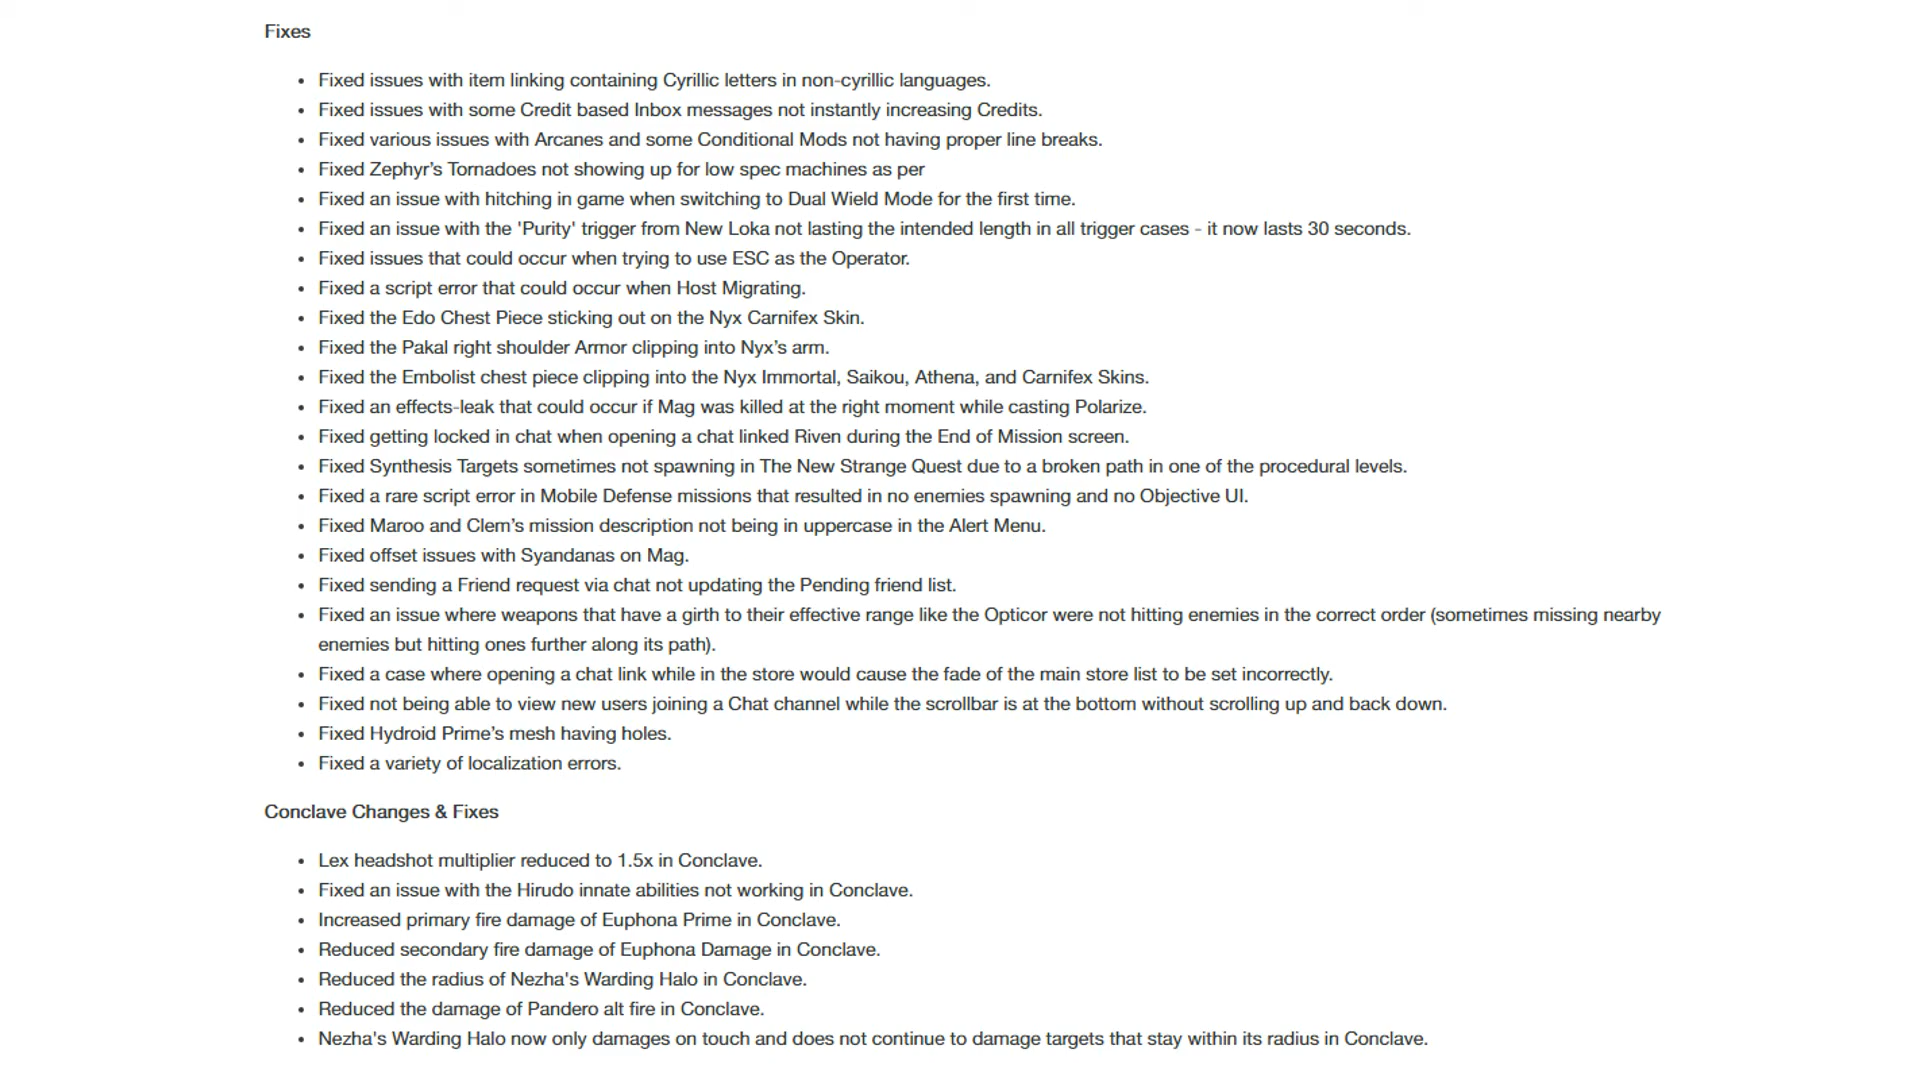 Fixes
• Fixed issues with item linking containing Cyrillic letters in non-cyrillic languages.
• Fixed issues with some Credit based Inbox messages not instantly increasing Credits.
• Fixed various issues with Arcanes and some Conditional Mods not having proper line breaks.
• Fixed Zephyr’s Tornadoes not showing up for low spec machines as per
• Fixed an issue with hitching in game when switching to Dual Wield Mode for the first time.
• Fixed an issue with the 'Purity' trigger from New Loka not lasting the intended length in all trigger cases - it now lasts 30 seconds.
• Fixed issues that could occur when trying to use ESC as the Operator.
• Fixed a script error that could occur when Host Migrating.
• Fixed the Edo Chest Piece sticking out on the Nyx Carnifex Skin.
• Fixed the Pakal right shoulder Armor clipping into Nyx’s arm.
• Fixed the Embolist chest piece clipping into the Nyx Immortal, Saikou, Athena, and Carnifex Skins.
• Fixed an effects-leak that could occur if Mag was killed at the right moment while casting Polarize.
• Fixed getting locked in chat when opening a chat linked Riven during the End of Mission screen.
• Fixed Synthesis Targets sometimes not spawning in The New Strange Quest due to a broken path in one of the procedural levels.
• Fixed a rare script error in Mobile Defense missions that resulted in no enemies spawning and no Objective UI.
• Fixed Maroo and Clem’s mission description not being in uppercase in the Alert Menu.
• Fixed offset issues with Syandanas on Mag.
• Fixed sending a Friend request via chat not updating the Pending friend list.
• Fixed an issue where weapons that have a girth to their effective range like the Opticor were not hitting enemies in the correct order (sometimes missing nearby
enemies but hitting ones further along its path).
• Fixed a case where opening a chat link while in the store would cause the fade of the main store list to be set incorrectly.
• Fixed not being able to view new users joining a Chat channel while the scrollbar is at the bottom without scrolling up and back down.
• Fixed Hydroid Prime’s mesh having holes.
• Fixed a variety of localization errors.
Conclave Changes & Fixes
• Lex headshot multiplier reduced to 1.5x in Conclave.
• Fixed an issue with the Hirudo innate abilities not working in Conclave.
• Increased primary fire damage of Euphona Prime in Conclave.
• Reduced secondary fire damage of Euphona Damage in Conclave.
• Reduced the radius of Nezha's Warding Halo in Conclave.
• Reduced the damage of Pandero alt fire in Conclave.
• Nezha's Warding Halo now only damages on touch and does not continue to damage targets that stay within its radius in Conclave.